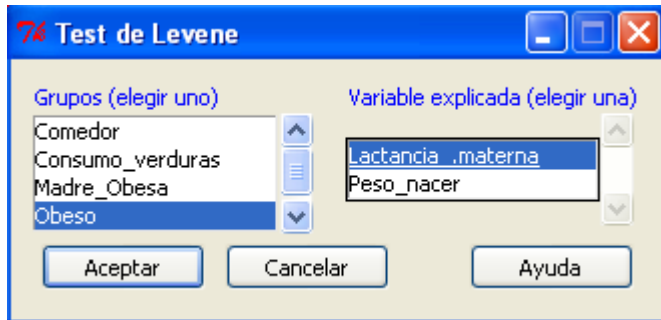 Test de Levene
Grupos (elegir uno)
Variable explicada (elegir una)
Comedor
Consumo_verduras
Madre_Obesa
Obeso
Lactancia_.materna
Peso_nacer
Aceptar
Cancelar
Ayuda